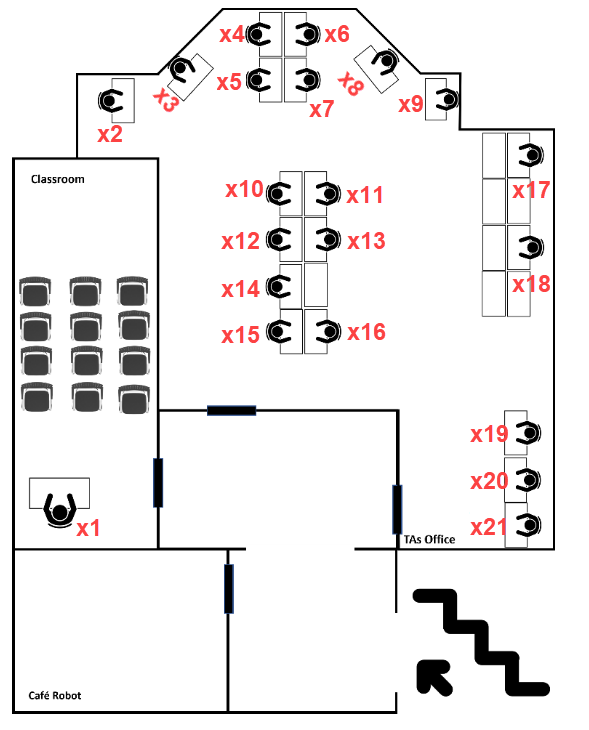 x4
x6
x3
x5
x8
x7
x2
x9
Classroom
x10
x11
x17
x12
x13
x14
x18
x15
x16
x19
x20
x1
x21
TAs Office
Café Robot